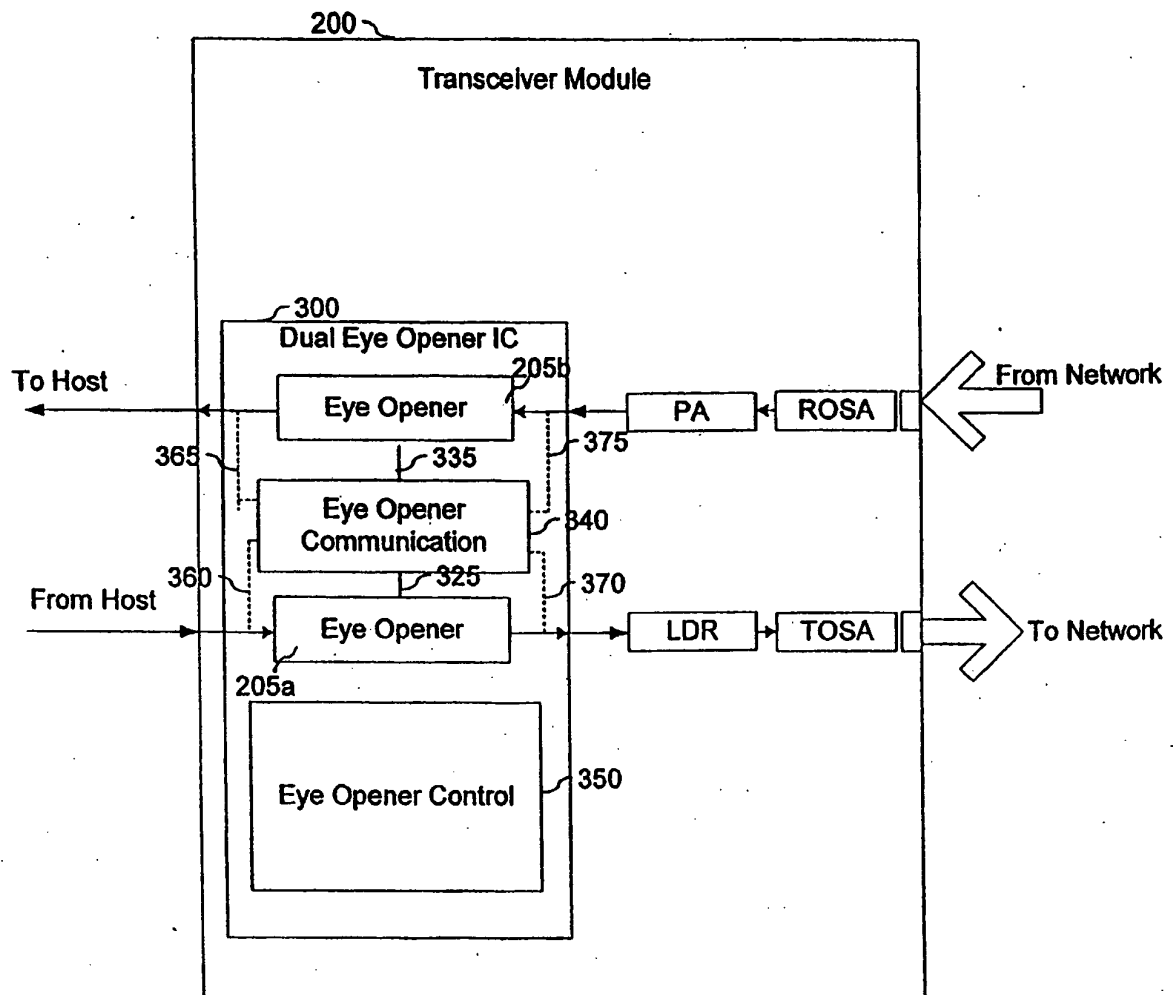 200
Transceiver Module
300
Dual Eye Opener IC
To Host
205b
From Network
Eye Opener
PA
ROSA
365
335
375
Eye Opener
Communication
340
360
325
370
From Host
Eye Opener
LDR
TOSA
To Network
205a
Eye Opener Control
350